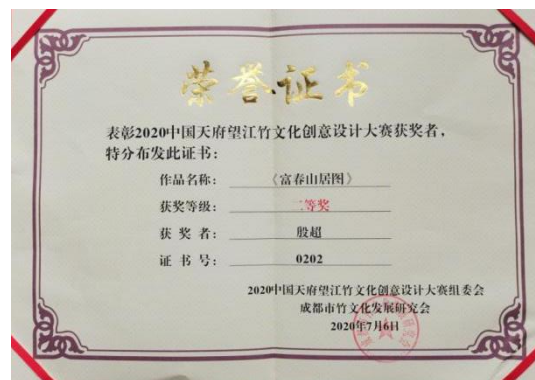 荣誉证书
表彰2020中国天府望江竹文化创意设计大赛获奖者,
特分布发此证书:
作品名称: 《富春山居图》
获奖等级: 二等奖
获奖者: 殷超
证书号: 0202
2020中国天府望江竹文化创意设计大赛组委会
成都市竹文化发展研究会
2020年7月6日